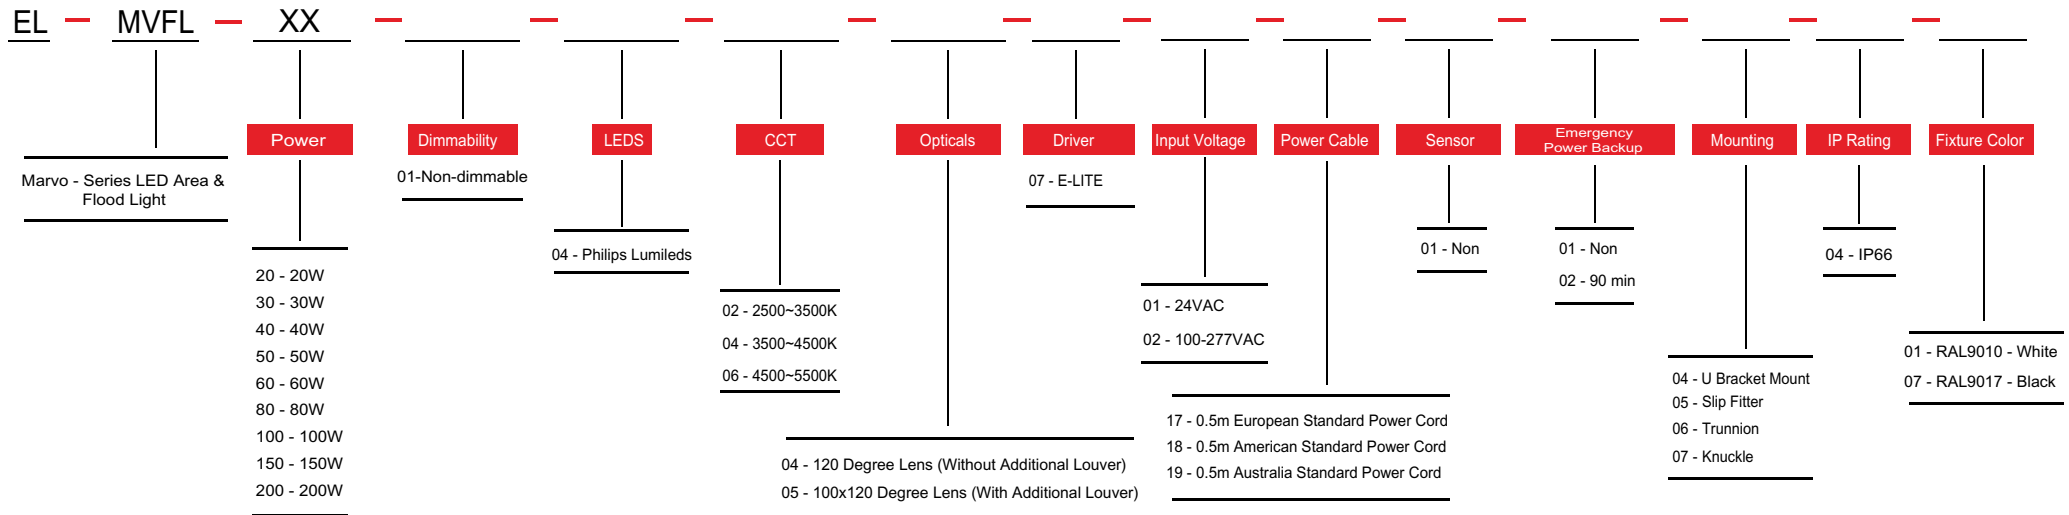 EL MVFL XX
Power
Dimmability
LEDS
CCT
Opticals
Driver
Input Voltage
Power Cable
Sensor
Emergency
Power Backup
Mounting
IP Rating
Fixture Color
Marvo - Series LED Area &
Flood Light
20 - 20W
30 - 30W
40 - 40W
50 - 50W
60 - 60W
80 - 80W
100 - 100W
150 - 150W
200 - 200W
01-Non-dimmable
04 - Philips Lumileds
02 - 2500~3500K
04 - 3500~4500K
06 - 4500~5500K
04 - 120 Degree Lens (Without Additional Louver)
05 - 100x120 Degree Lens (With Additional Louver)
07 - E-LITE
01 - 24VAC
02 - 100-277VAC
17 - 0.5m European Standard Power Cord
18 - 0.5m American Standard Power Cord
19 - 0.5m Australia Standard Power Cord
01 - Non
01 - Non
02 - 90 min
04 - U Bracket Mount
05 - Slip Fitter
06 - Trunnion
07 - Knuckle
04 - IP66
01 - RAL9010 - White
07 - RAL9017 - Black